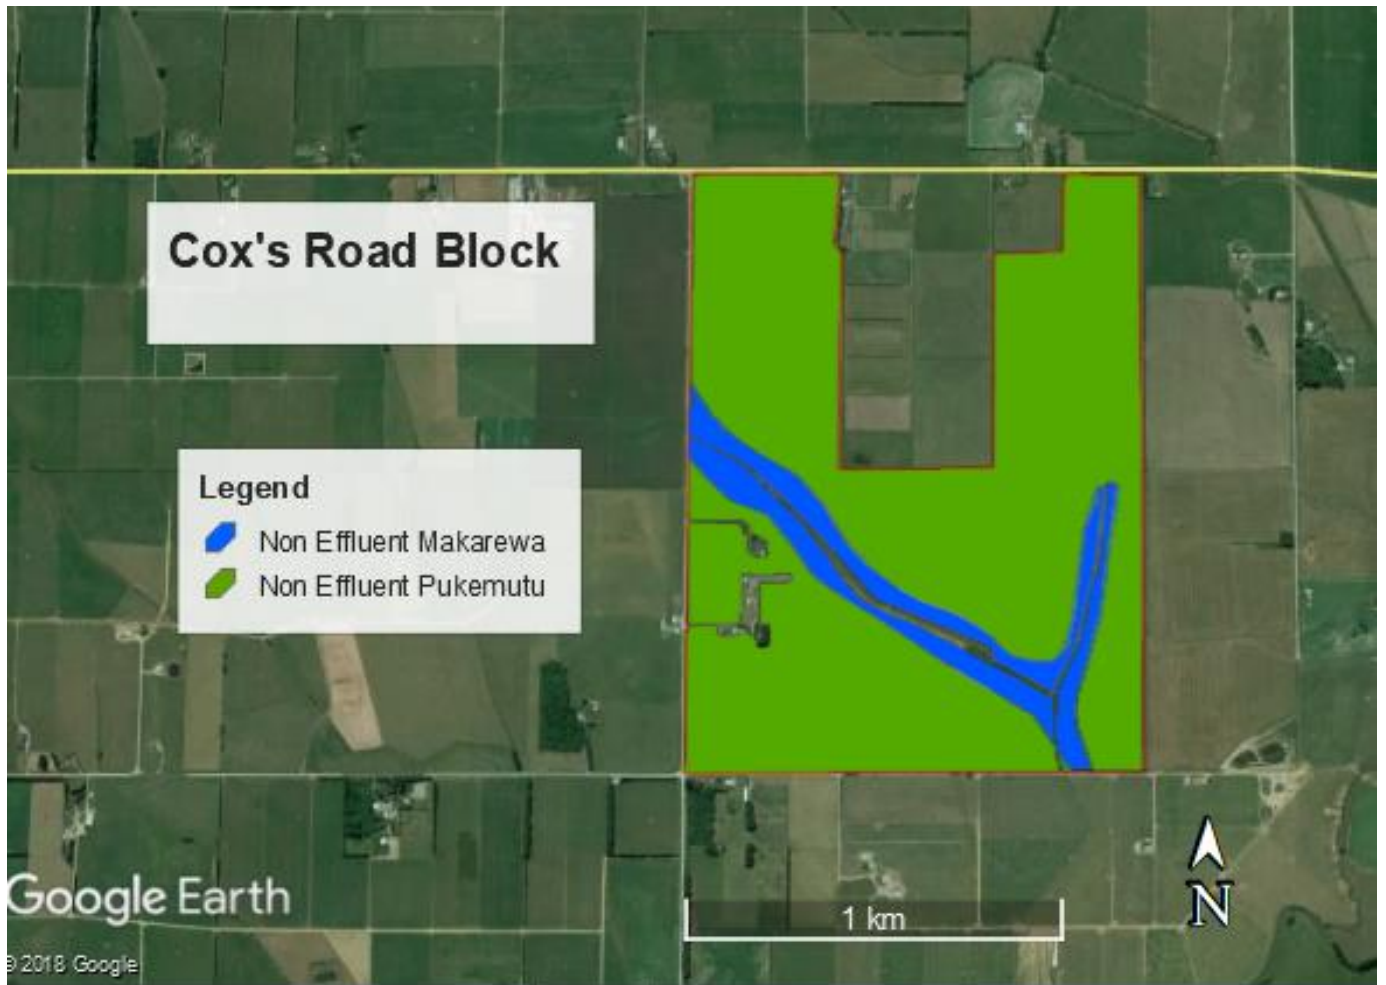 Cox's Road Block
Legend
Non Effluent Makarewa
Non Effluent Pukemutu
Google Earth
1 km
N
© 2018 Google